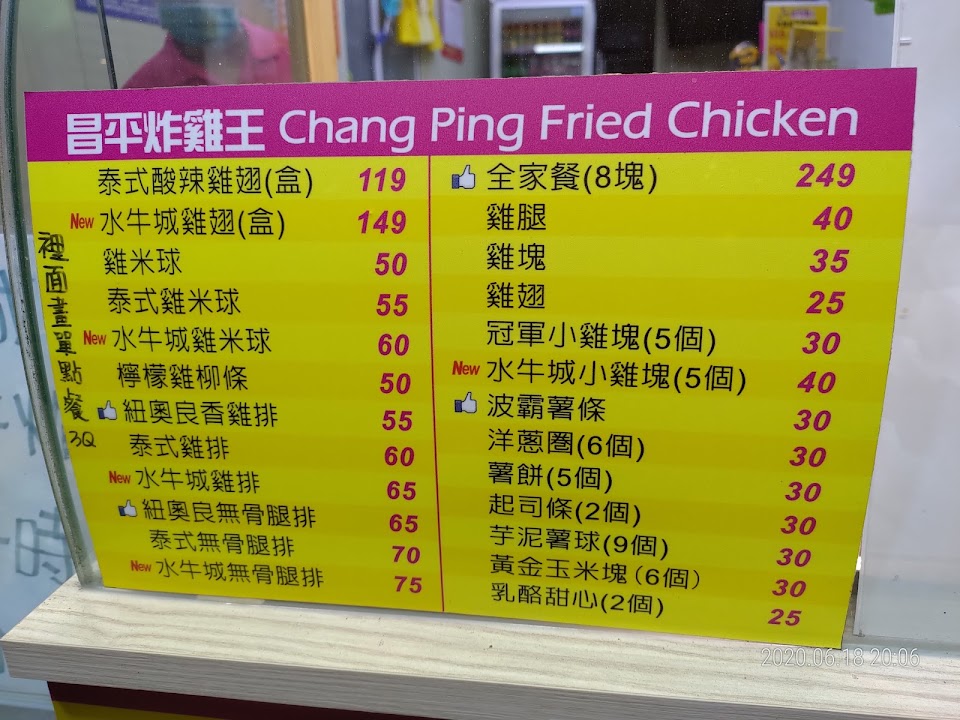 昌平炸雞王 Chang Ping Fried Chicken
泰式酸辣雞翅(盒) 119
New 水牛城雞翅(盒) 149
雞米球 50
泰式雞米球 55
New 水牛城雞米球 60
檸檬雞柳條 50
紐奧良香雞排 55
泰式雞排 60
New 水牛城雞排 65
紐奧良無骨腿排 65
泰式無骨腿排 70
New 水牛城無骨腿排 75
裡面畫單點餐 3Q
全家餐(8塊) 249
雞腿 40
雞塊 35
雞翅 25
冠軍小雞塊(5個) 30
New 水牛城小雞塊(5個) 40
波霸薯條 30
洋蔥圈(6個) 30
薯餅(5個) 30
起司條(2個) 30
芋泥薯球(9個) 30
黃金玉米塊(6個) 30
乳酪甜心(2個) 25
2020.06.18 20:06